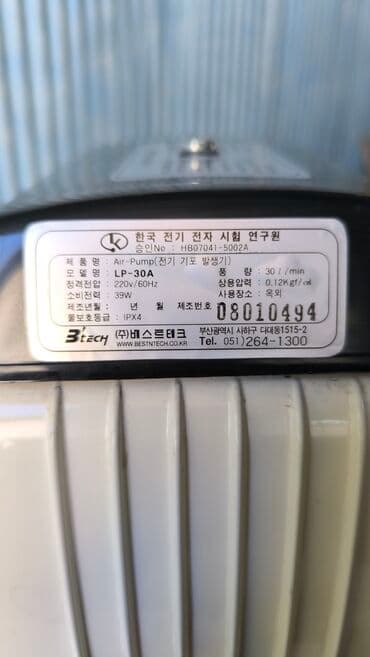 한국 전기 전자 시험 연구원
승인No : HB07041-5002A
제 품 명 : Air-Pump(전기 기포 발생기)
모 델 명 : LP-30A 풍 량 : 30ℓ/min
정격전압 : 220v/60Hz 상용압력 : 0.12Kgf/㎠
소비전력 : 39W 사용장소 : 옥외
제조년월 : 년 월 제조번호 08010494
물보호등급 : IPX4
B'TECH (주)베스트테크 부산광역시 사하구 다대동1515-2
WWW.BESTNTECH.CO.KR Tel. 051)264-1300